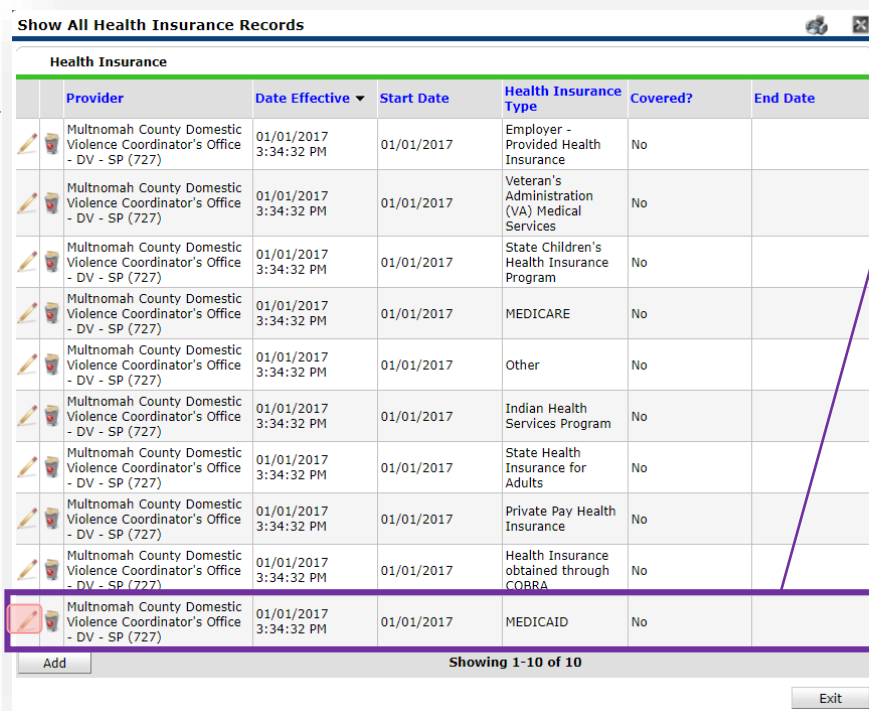 Show All Health Insurance Records
Health Insurance
Provider Date Effective Start Date Health Insurance Type Covered? End Date
Multnomah County Domestic
Violence Coordinator's Office
- DV - SP (727)
01/01/2017
3:34:32 PM
01/01/2017
Employer -
Provided Health
Insurance
No
Multnomah County Domestic
Violence Coordinator's Office
- DV - SP (727)
01/01/2017
3:34:32 PM
01/01/2017
Veteran's
Administration
(VA) Medical
Services
No
Multnomah County Domestic
Violence Coordinator's Office
- DV - SP (727)
01/01/2017
3:34:32 PM
01/01/2017
State Children's
Health Insurance
Program
No
Multnomah County Domestic
Violence Coordinator's Office
- DV - SP (727)
01/01/2017
3:34:32 PM
01/01/2017
MEDICARE
No
Multnomah County Domestic
Violence Coordinator's Office
- DV - SP (727)
01/01/2017
3:34:32 PM
01/01/2017
Other
No
Multnomah County Domestic
Violence Coordinator's Office
- DV - SP (727)
01/01/2017
3:34:32 PM
01/01/2017
Indian Health
Services Program
No
Multnomah County Domestic
Violence Coordinator's Office
- DV - SP (727)
01/01/2017
3:34:32 PM
01/01/2017
State Health
Insurance for
Adults
No
Multnomah County Domestic
Violence Coordinator's Office
- DV - SP (727)
01/01/2017
3:34:32 PM
01/01/2017
Private Pay Health
Insurance
No
Multnomah County Domestic
Violence Coordinator's Office
- DV - SP (727)
01/01/2017
3:34:32 PM
01/01/2017
Health Insurance
obtained through
COBRA
No
Multnomah County Domestic
Violence Coordinator's Office
- DV - SP (727)
01/01/2017
3:34:32 PM
01/01/2017
MEDICAID
No
Add
Showing 1-10 of 10
Exit